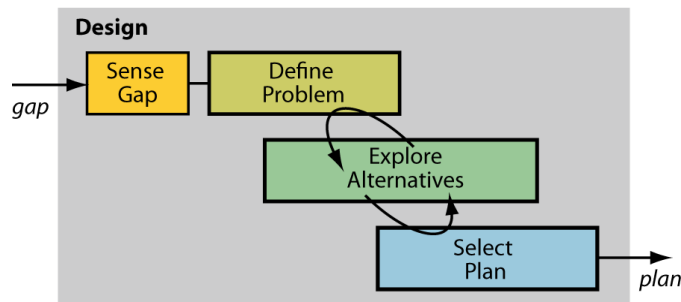 Design
Sense
Gap
Define
Problem
gap
Explore
Alternatives
Select
Plan
plan